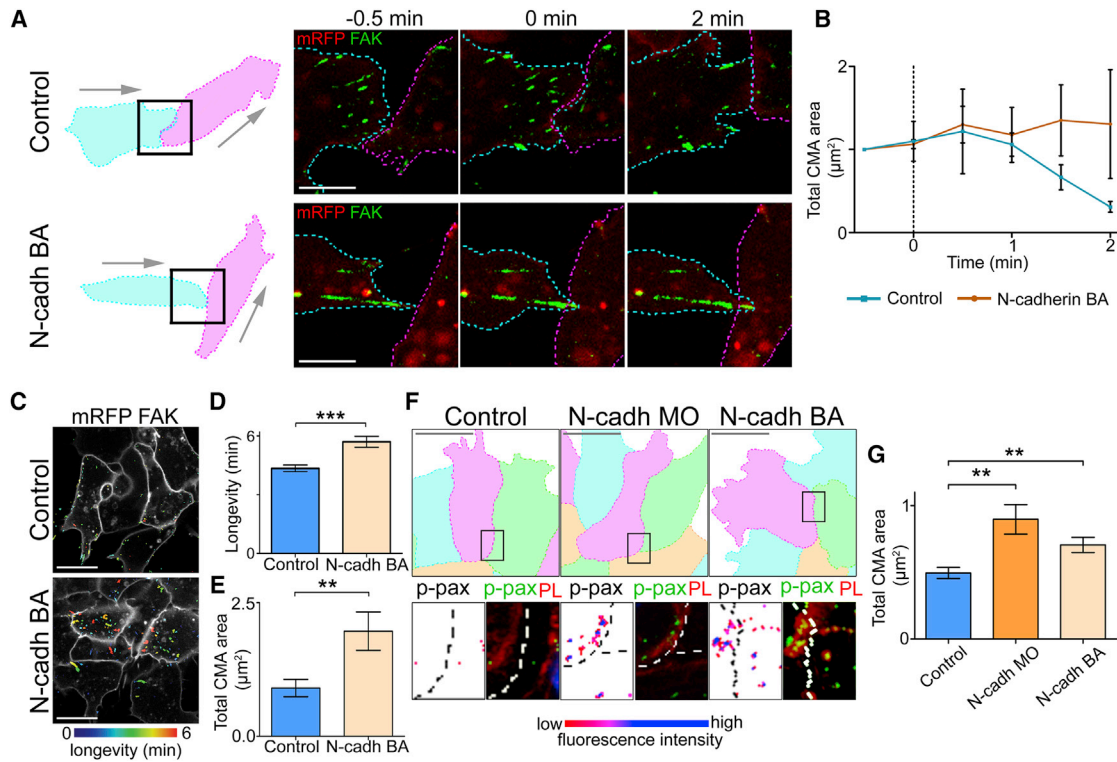 A
-0.5 min
0 min
2 min
Control
mRFP FAK
N-cadh BA
mRFP FAK
B
Total CMA area
(µm²)
2
1
0
0
1
2
Time (min)
Control
N-cadherin BA
C
mRFP FAK
Control
N-cadh BA
0
6
longevity (min)
D
***
Longevity (min)
6
0
Control
N-cadh BA
E
**
Total CMA area
(µm²)
2.5
0
Control
N-cadh BA
F
Control
N-cadh MO
N-cadh BA
p-pax
p-pax PL
p-pax
p-pax PL
p-pax
p-pax PL
low
high
fluorescence intensity
G
**
**
Total CMA area
(µm²)
1
0
Control
N-cadh MO
N-cadh BA